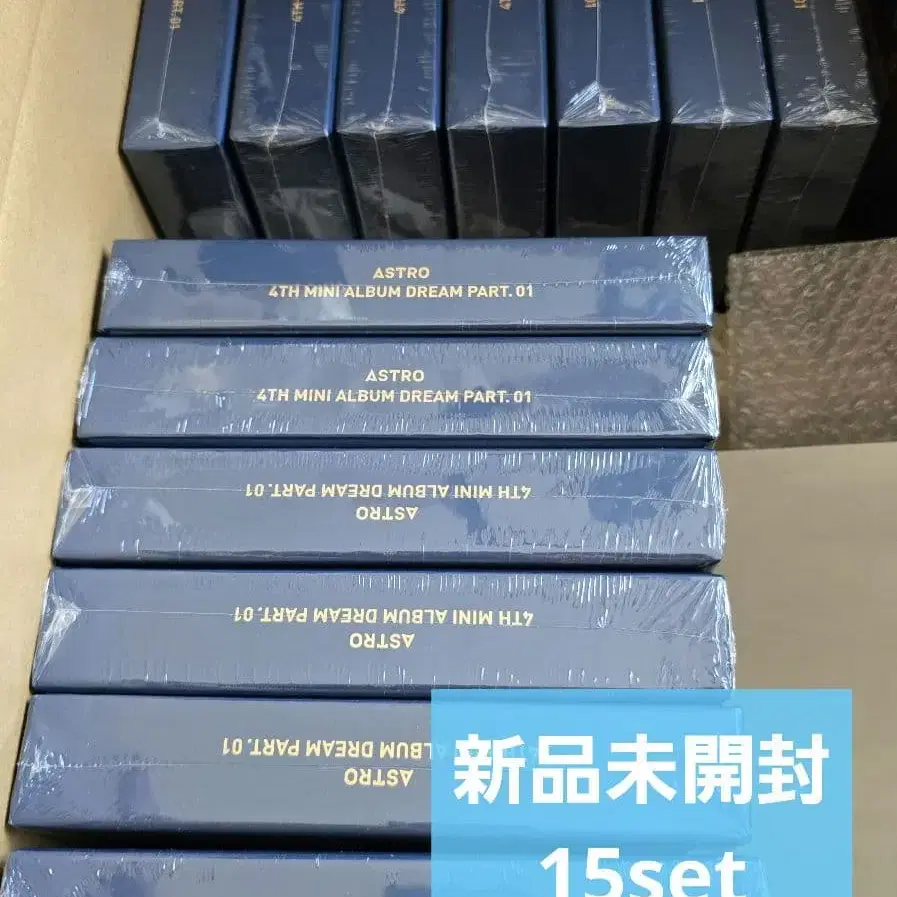 ASTRO
4TH MINI ALBUM DREAM PART. 01
ASTRO
4TH MINI ALBUM DREAM PART. 01
ASTRO
4TH MINI ALBUM DREAM PART. 01
ASTRO
4TH MINI ALBUM DREAM PART. 01
ASTRO
ALBUM DREAM PART. 01
新品未開封
15set